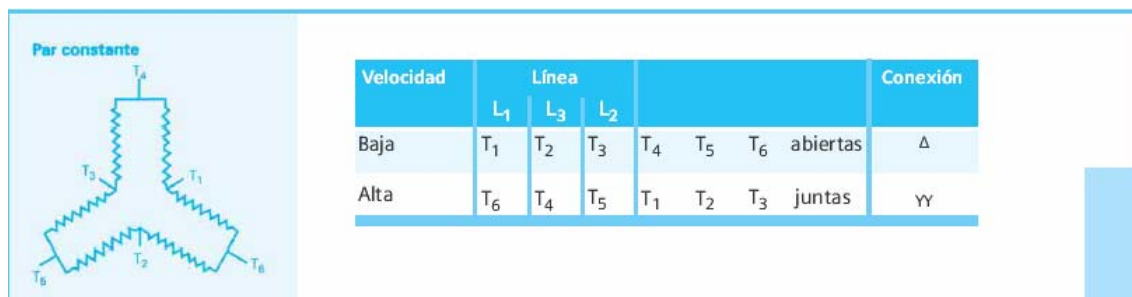 Par constante
T4
T3
T1
T2
T5
T6
Velocidad Línea Conexión
L1 L3 L2
Baja T1 T2 T3 T4 T5 T6 abiertas Δ
Alta T6 T4 T5 T1 T2 T3 juntas YY